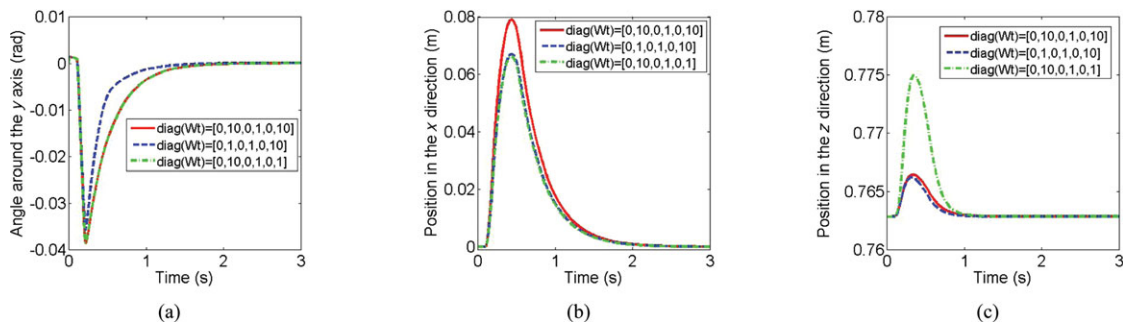 0.01
0
-0.01
-0.02
-0.03
-0.04
Angle around the y axis (rad)
diag(Wt)=[0,10,0,1,0,10]
diag(Wt)=[0,1,0,1,0,10]
diag(Wt)=[0,10,0,1,0,1]
0 1 2 3
Time (s)
(a)
0.08
0.06
0.04
0.02
0
Position in the x direction (m)
diag(Wt)=[0,10,0,1,0,10]
diag(Wt)=[0,1,0,1,0,10]
diag(Wt)=[0,10,0,1,0,1]
0 1 2 3
Time (s)
(b)
0.78
0.775
0.77
0.765
0.76
Position in the z direction (m)
diag(Wt)=[0,10,0,1,0,10]
diag(Wt)=[0,1,0,1,0,10]
diag(Wt)=[0,10,0,1,0,1]
0 1 2 3
Time (s)
(c)